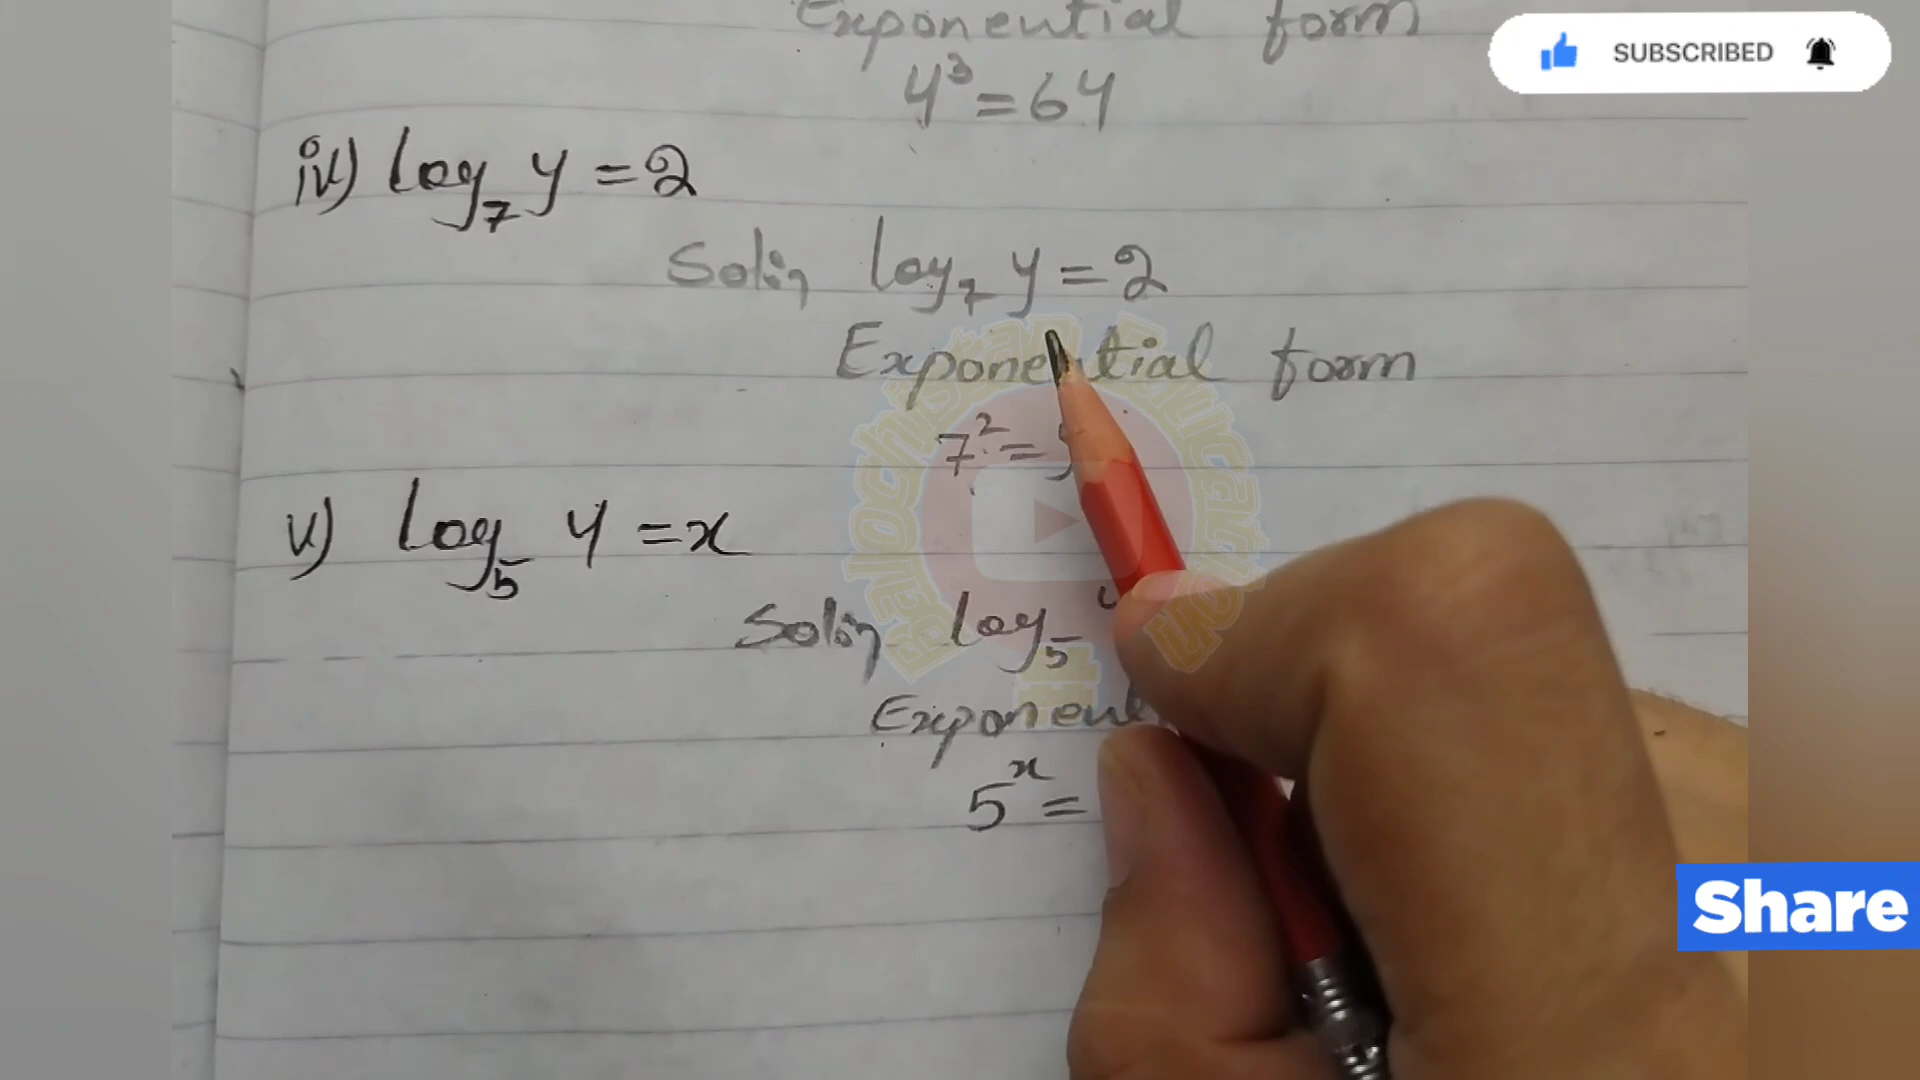 Exponential form
4³=64
SUBSCRIBED
iv) log₇ y =2
Sol:n log₇ y =2
Exponential form
7²=
v) log₅ y =x
Sol:n log₅
Exponent
5ˣ=
Share